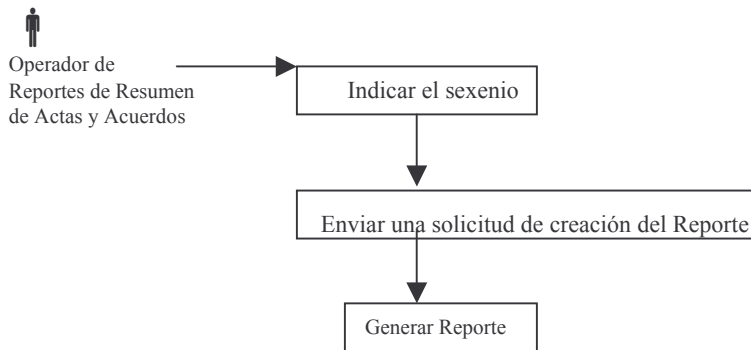 Operador de
Reportes de Resumen
de Actas y Acuerdos
Indicar el sexenio
Enviar una solicitud de creación del Reporte
Generar Reporte